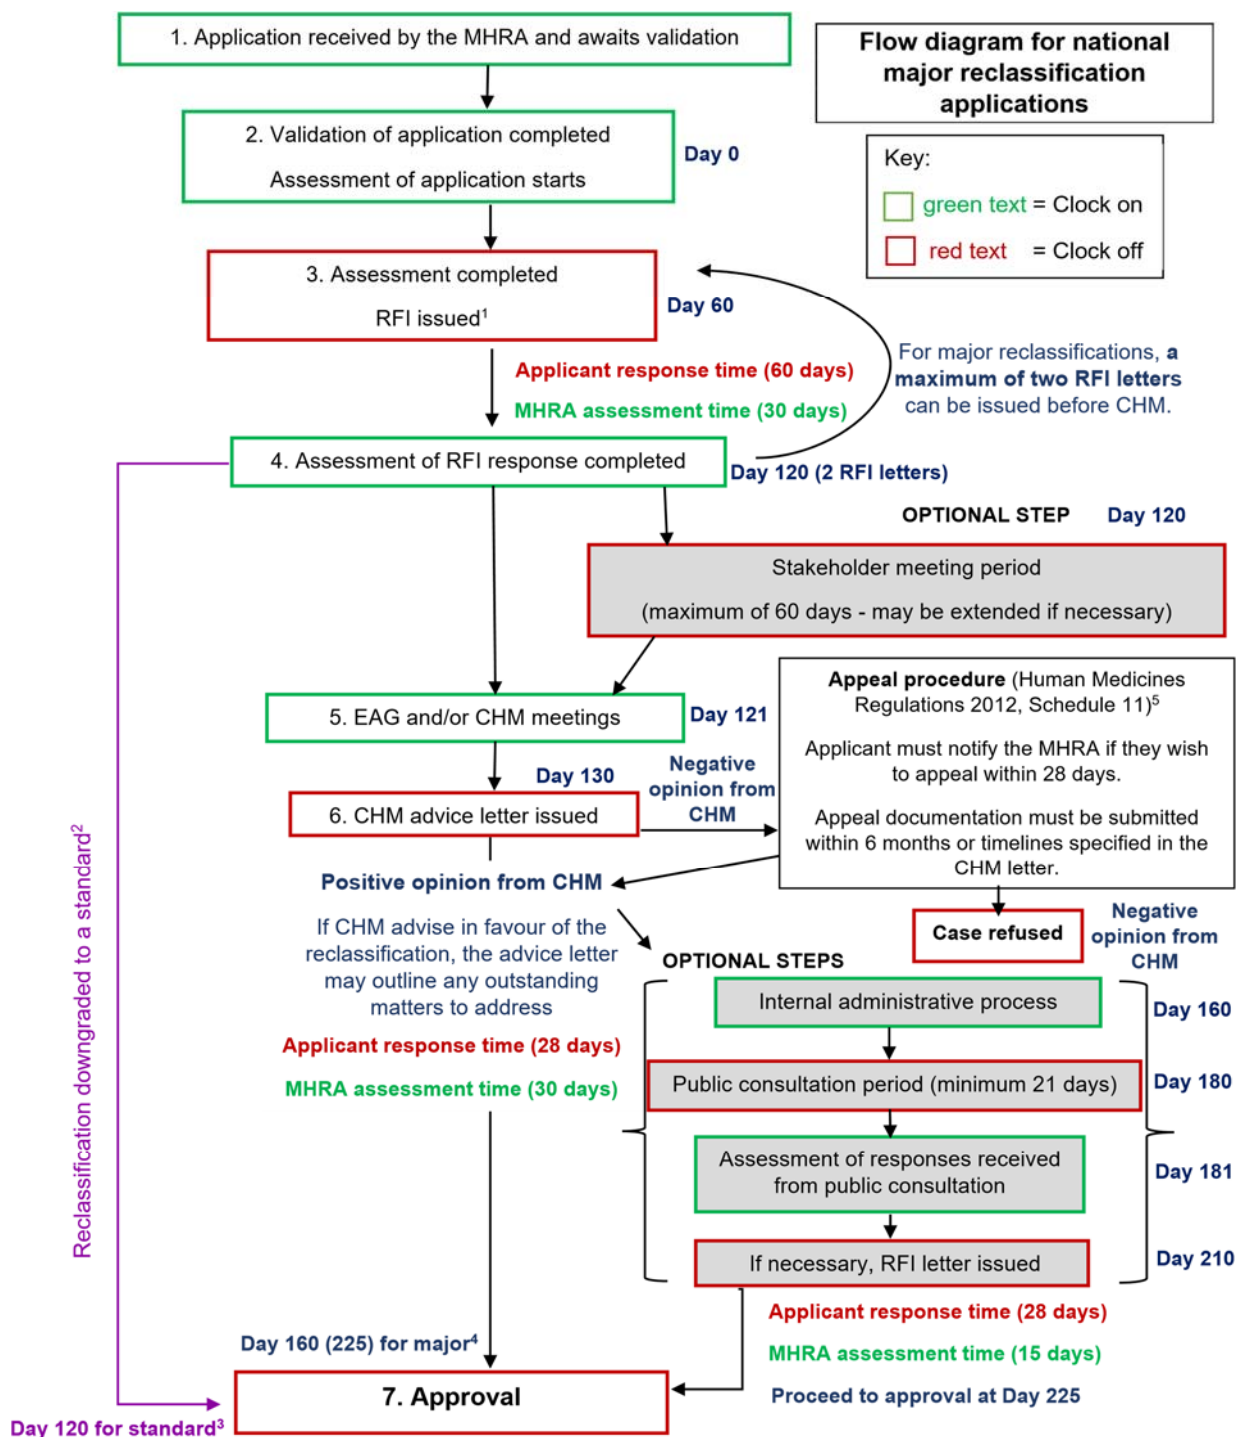 1. Application received by the MHRA and awaits validation
Flow diagram for national
major reclassification
applications
2. Validation of application completed
Assessment of application starts
Day 0
Key:
green text = Clock on
red text = Clock off
3. Assessment completed
RFI issued¹
Day 60
For major reclassifications, a
maximum of two RFI letters
can be issued before CHM.
Applicant response time (60 days)
MHRA assessment time (30 days)
4. Assessment of RFI response completed
Day 120 (2 RFI letters)
OPTIONAL STEP Day 120
Stakeholder meeting period
(maximum of 60 days - may be extended if necessary)
5. EAG and/or CHM meetings
Day 121
Appeal procedure (Human Medicines
Regulations 2012, Schedule 11)⁵
Applicant must notify the MHRA if they wish
to appeal within 28 days.
Appeal documentation must be submitted
within 6 months or timelines specified in the
CHM letter.
Day 130
Negative
opinion from
CHM
6. CHM advice letter issued
Positive opinion from CHM
If CHM advise in favour of the
reclassification, the advice letter
may outline any outstanding
matters to address
Applicant response time (28 days)
MHRA assessment time (30 days)
Case refused
Negative
opinion from
CHM
OPTIONAL STEPS
Internal administrative process
Day 160
Public consultation period (minimum 21 days)
Day 180
Assessment of responses received
from public consultation
Day 181
If necessary, RFI letter issued
Day 210
Applicant response time (28 days)
MHRA assessment time (15 days)
Proceed to approval at Day 225
Reclassification downgraded to a standard²
Day 160 (225) for major⁴
7. Approval
Day 120 for standard³